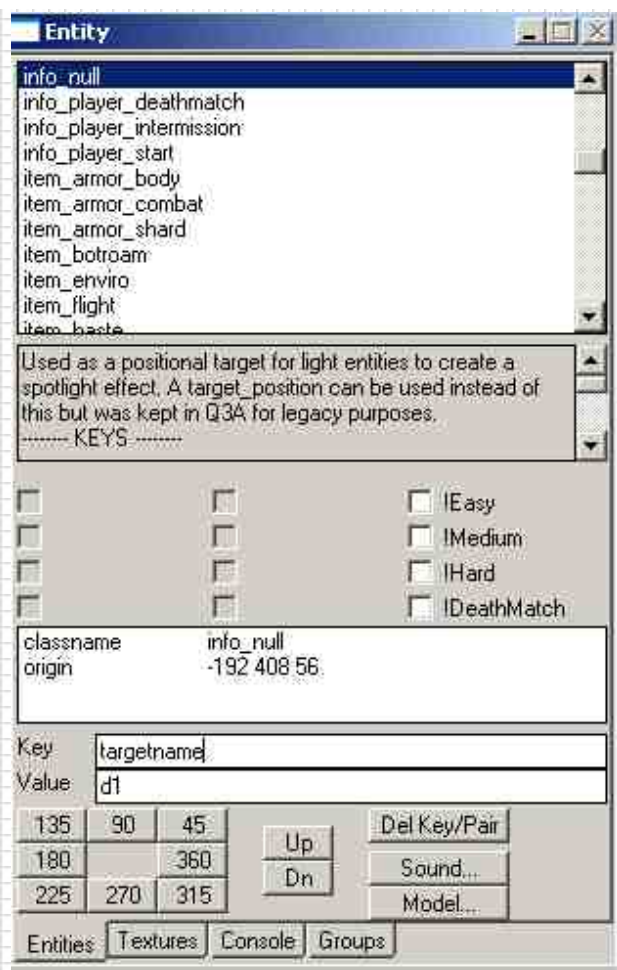 Entity
info_null
info_player_deathmatch
info_player_intermission
info_player_start
item_armor_body
item_armor_combat
item_armor_shard
item_botroam
item_enviro
item_flight
item_haste
Used as a positional target for light entities to create a
spotlight effect. A target_position can be used instead of
this but was kept in Q3A for legacy purposes.
-------- KEYS --------
!Easy
!Medium
!Hard
!DeathMatch
classname info_null
origin -192 408 56
Key targetname
Value d1
135 90 45 Up Del Key/Pair
180 360 Dn Sound...
225 270 315 Model...
Entities Textures Console Groups